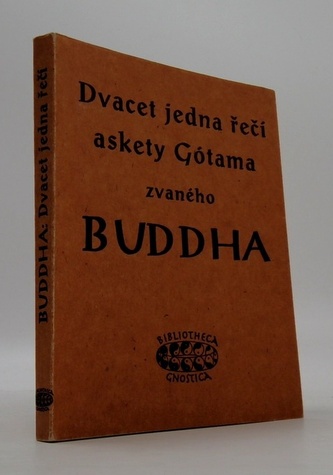 BUDDHA: Dvacet jedna řečí
Dvacet jedna řečí
askety Gótama
zvaného
BUDDHA
BIBLIOTHECA
GNOSTICA